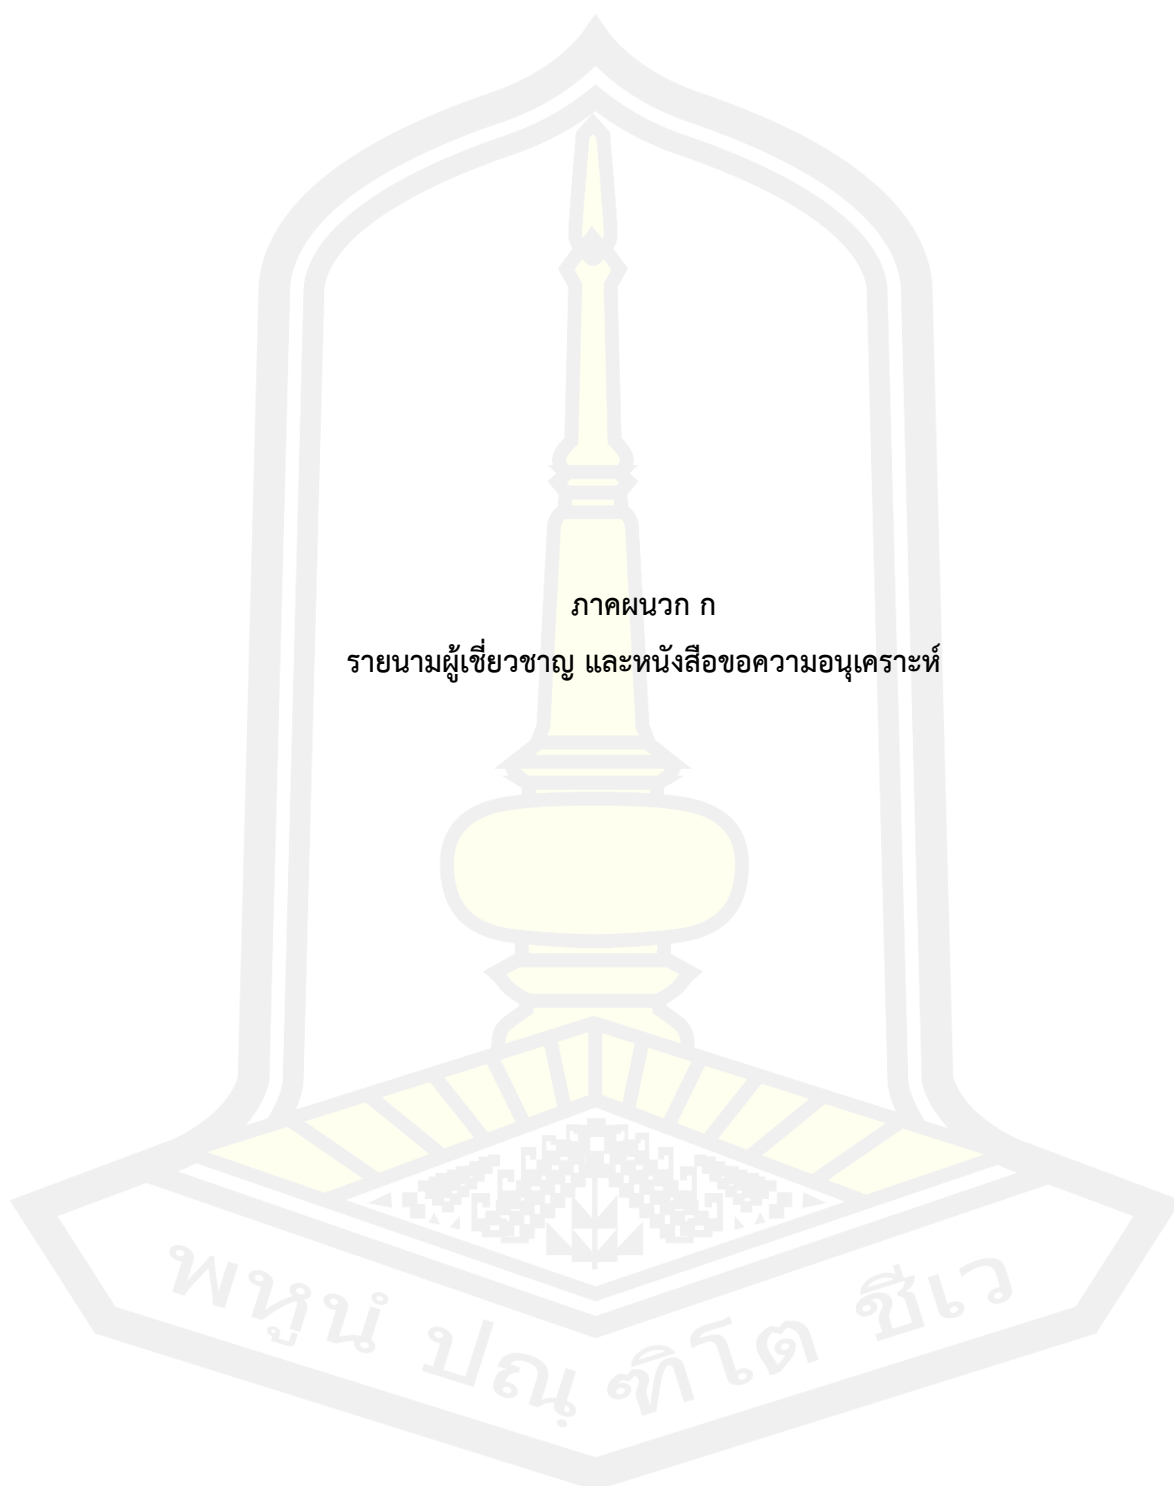 ภาคผนวก ก
รายนามผู้เชี่ยวชาญ และหนังสือขอความอนุเคราะห์
พหูนํ ปณฺฑิโต ชีเว